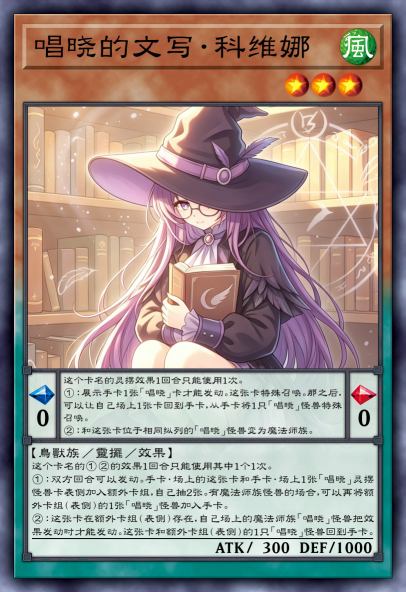 唱晓的文写·科维娜
風
这个卡名的灵摆效果1回合只能使用1次。
①：展示手卡1张「唱晓」卡才能发动。这张卡特殊召唤。那之后，
可以让自己场上1张卡回到手卡，从手卡将1只「唱晓」怪兽特殊
召唤。
②：和这张卡位于相同纵列的「唱晓」怪兽变为魔法师族。
0
0
【鳥獸族／靈擺／效果】
这个卡名的①②的效果1回合只能使用其中1个1次。
①：双方回合可以发动。手卡·场上的这张卡和手卡·场上1张「唱晓」灵摆
怪兽卡表侧加入额外卡组，自己抽2张。有魔法师族怪兽的场合，可以再将额
外卡组（表侧）的1张「唱晓」怪兽加入手卡。
②：这张卡在额外卡组（表侧）存在，自己场上的魔法师族「唱晓」怪兽把效
果发动时才能发动。这张卡和额外卡组（表侧）的1只「唱晓」怪兽回到手卡。
ATK/ 300 DEF/1000